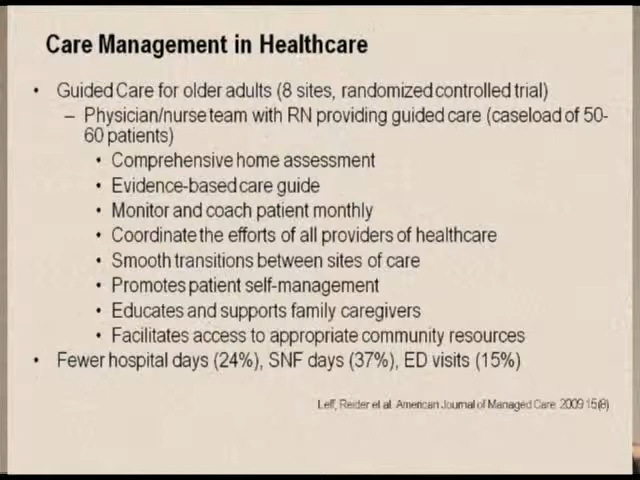 Care Management in Healthcare
• Guided Care for older adults (8 sites, randomized controlled trial)
– Physician/nurse team with RN providing guided care (caseload of 50-
60 patients)
• Comprehensive home assessment
• Evidence-based care guide
• Monitor and coach patient monthly
• Coordinate the efforts of all providers of healthcare
• Smooth transitions between sites of care
• Promotes patient self-management
• Educates and supports family caregivers
• Facilitates access to appropriate community resources
• Fewer hospital days (24%), SNF days (37%), ED visits (15%)
Leff, Reider et al. American Journal of Managed Care. 2009 15(8)